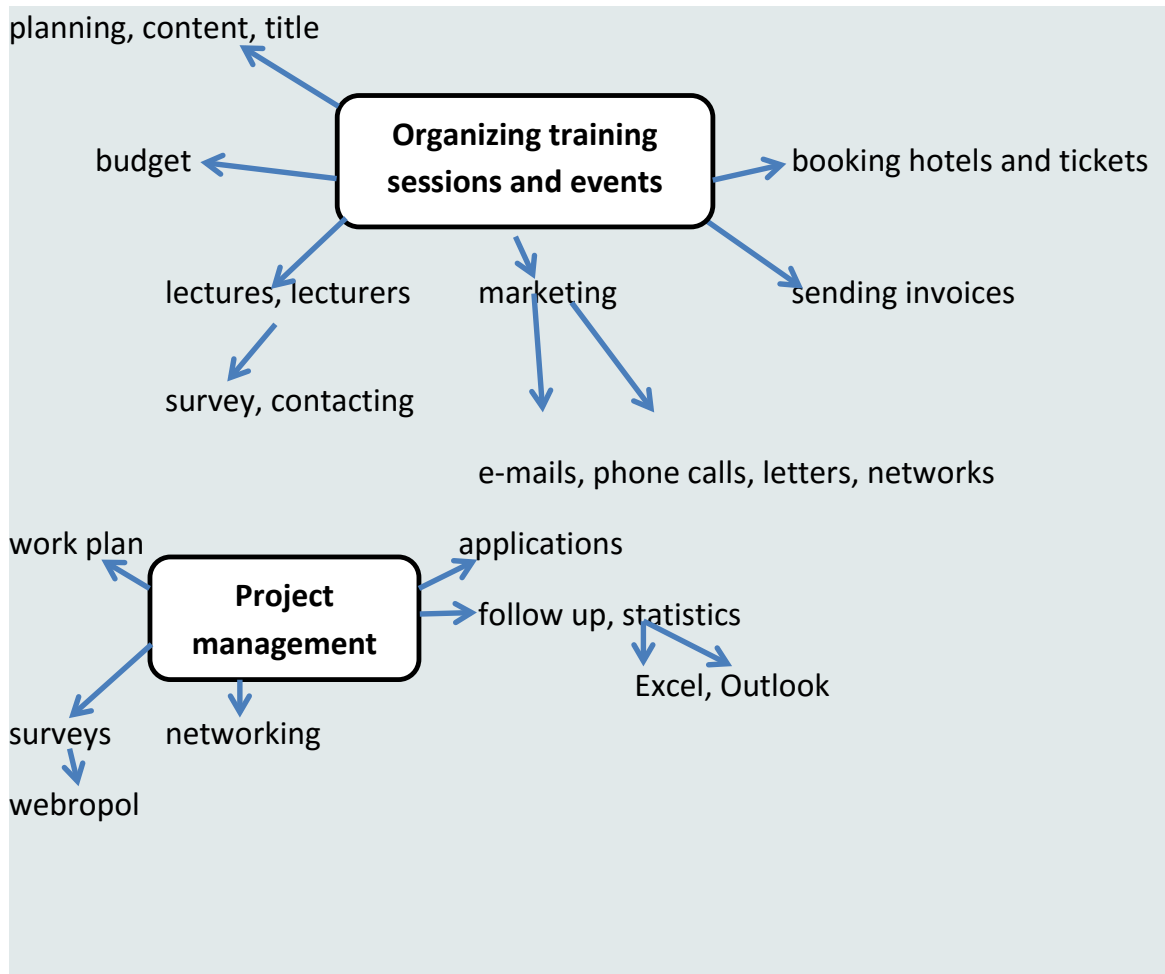 planning, content, title
Organizing training
sessions and events
budget
booking hotels and tickets
lectures, lecturers
marketing
sending invoices
survey, contacting
e-mails, phone calls, letters, networks
work plan
applications
Project
management
follow up, statistics
Excel, Outlook
surveys
networking
webropol